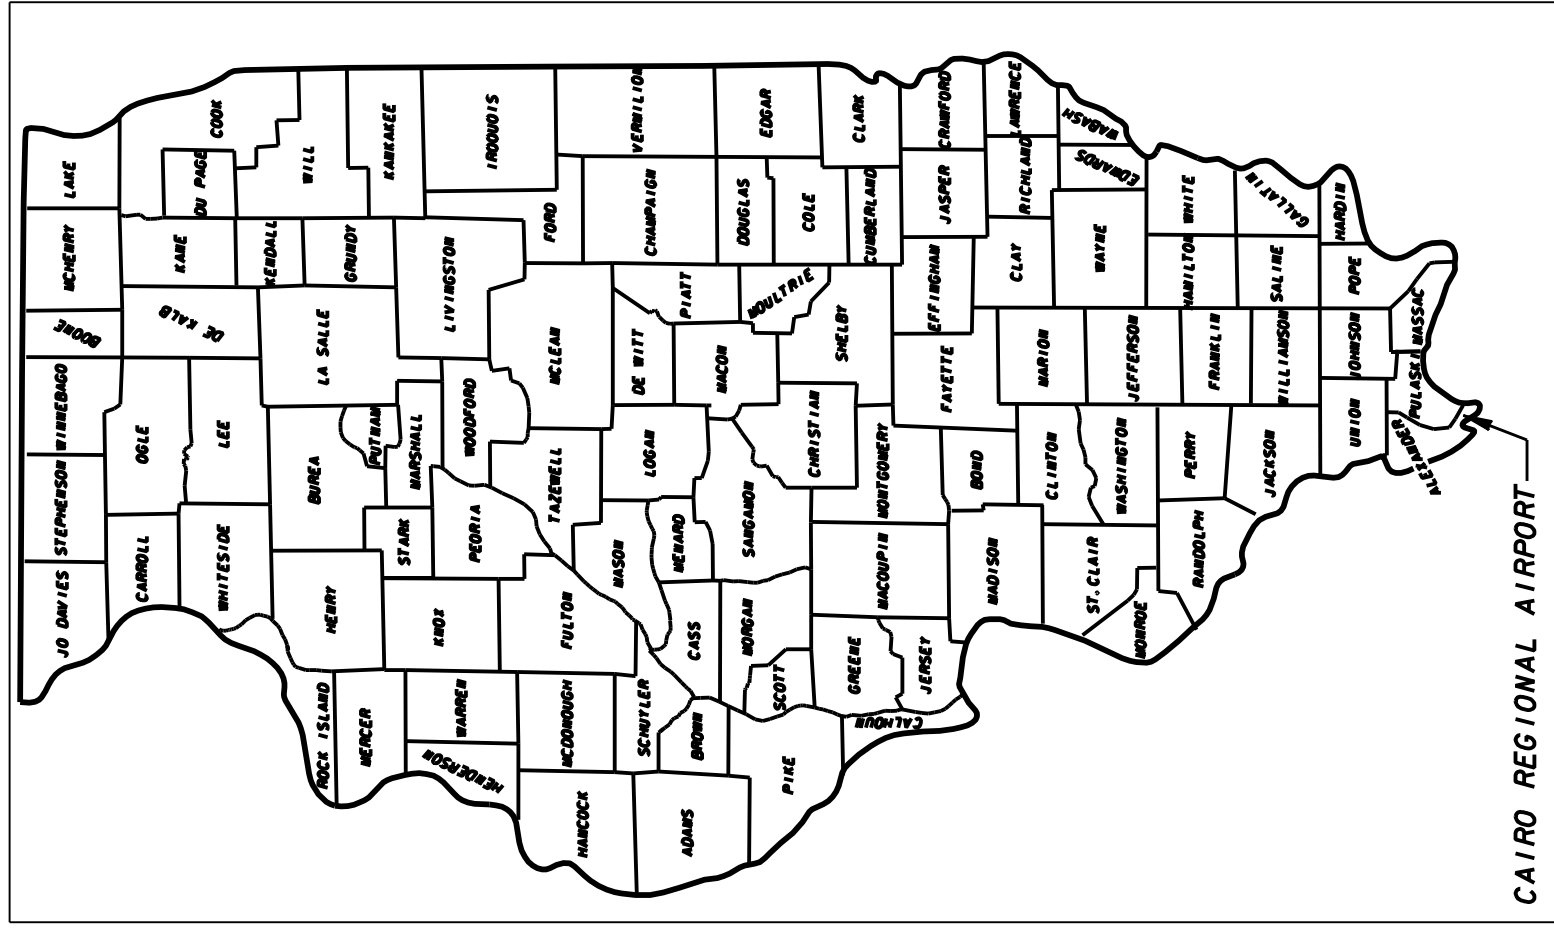 JO DAVIES
STEPHENSON
WINNEBAGO
BOONE
MCHENRY
LAKE
CARROLL
OGLE
DE KALB
KANE
COOK
DU PAGE
WHITESIDE
LEE
KENDALL
WILL
ROCK ISLAND
HENRY
BUREA
LA SALLE
GRUNDY
MERCER
PUTNAM
KANKAKEE
STARK
MARSHALL
LIVINGSTON
HENDERSON
WARREN
KNOX
PEORIA
WOODFORD
IROQUOIS
FORD
HANCOCK
MCDONOUGH
FULTON
TAZEWELL
MCLEAN
SCHUYLER
MASON
LOGAN
DE WITT
CHAMPAIGN
VERMILION
ADAMS
BROWN
CASS
MENARD
PIATT
MACON
PIKE
SCOTT
MORGAN
SANGAMON
CHRISTIAN
MOULTRIE
DOUGLAS
EDGAR
SHELBY
COLE
CALHOUN
GREENE
MACOUPIN
MONTGOMERY
CUMBERLAND
CLARK
JERSEY
FAYETTE
EFFINGHAM
JASPER
CRAWFORD
MADISON
BOND
CLAY
RICHLAND
LAWRENCE
ST.CLAIR
CLINTON
MARION
WAYNE
EDWARDS
WABASH
MONROE
WASHINGTON
JEFFERSON
RANDOLPH
PERRY
FRANKLIN
HAMILTON
WHITE
JACKSON
WILLIAMSON
SALINE
GALLATIN
UNION
JOHNSON
POPE
HARDIN
ALEXANDER
PULASKI
MASSAC
CAIRO REGIONAL AIRPORT